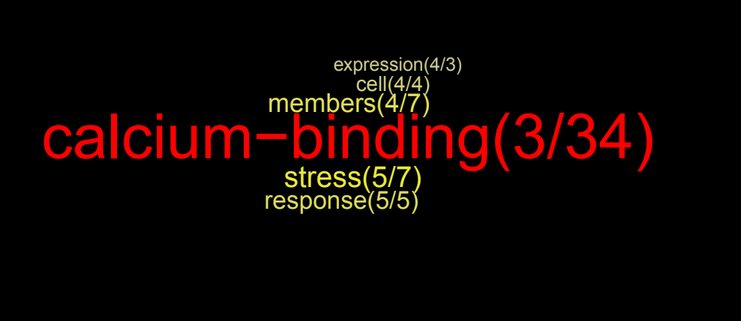 expression(4/3)
cell(4/4)
members(4/7)
calcium−binding(3/34)
stress(5/7)
response(5/5)